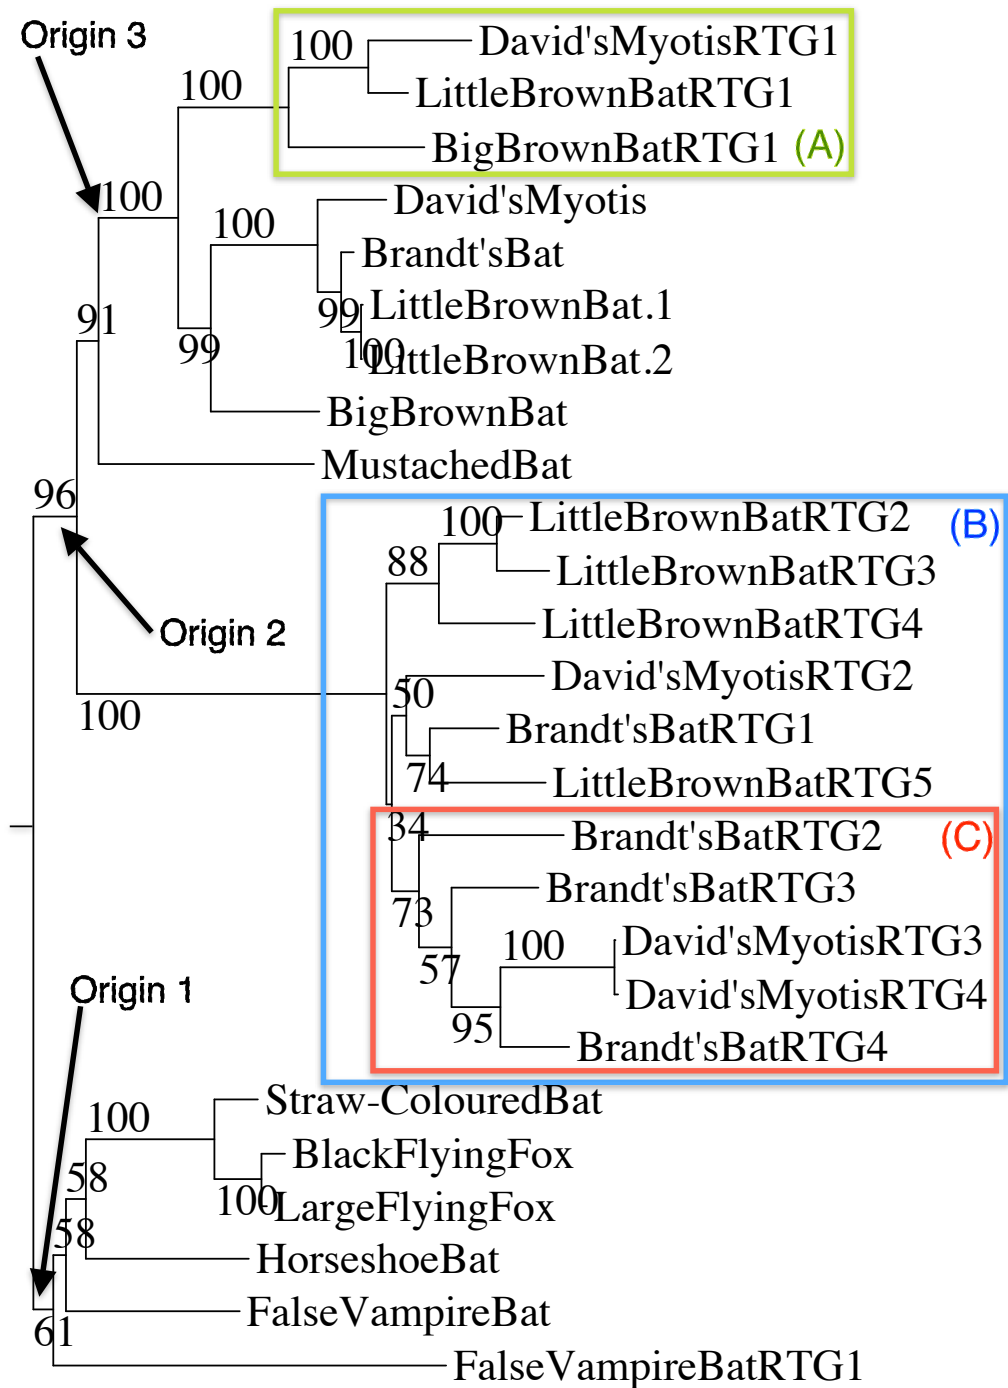 Origin 3
100
David'sMyotisRTG1
100
LittleBrownBatRTG1
BigBrownBatRTG1 (A)
100
David'sMyotis
100
Brandt'sBat
99
LittleBrownBat.1
91
99
100
LittleBrownBat.2
BigBrownBat
MustachedBat
96
100
LittleBrownBatRTG2 (B)
88
LittleBrownBatRTG3
Origin 2
LittleBrownBatRTG4
50
David'sMyotisRTG2
100
Brandt'sBatRTG1
74
LittleBrownBatRTG5
34
Brandt'sBatRTG2 (C)
73
Brandt'sBatRTG3
57
100
David'sMyotisRTG3
Origin 1
David'sMyotisRTG4
95
Brandt'sBatRTG4
100
Straw-ColouredBat
58
BlackFlyingFox
100
LargeFlyingFox
58
HorseshoeBat
61
FalseVampireBat
FalseVampireBatRTG1